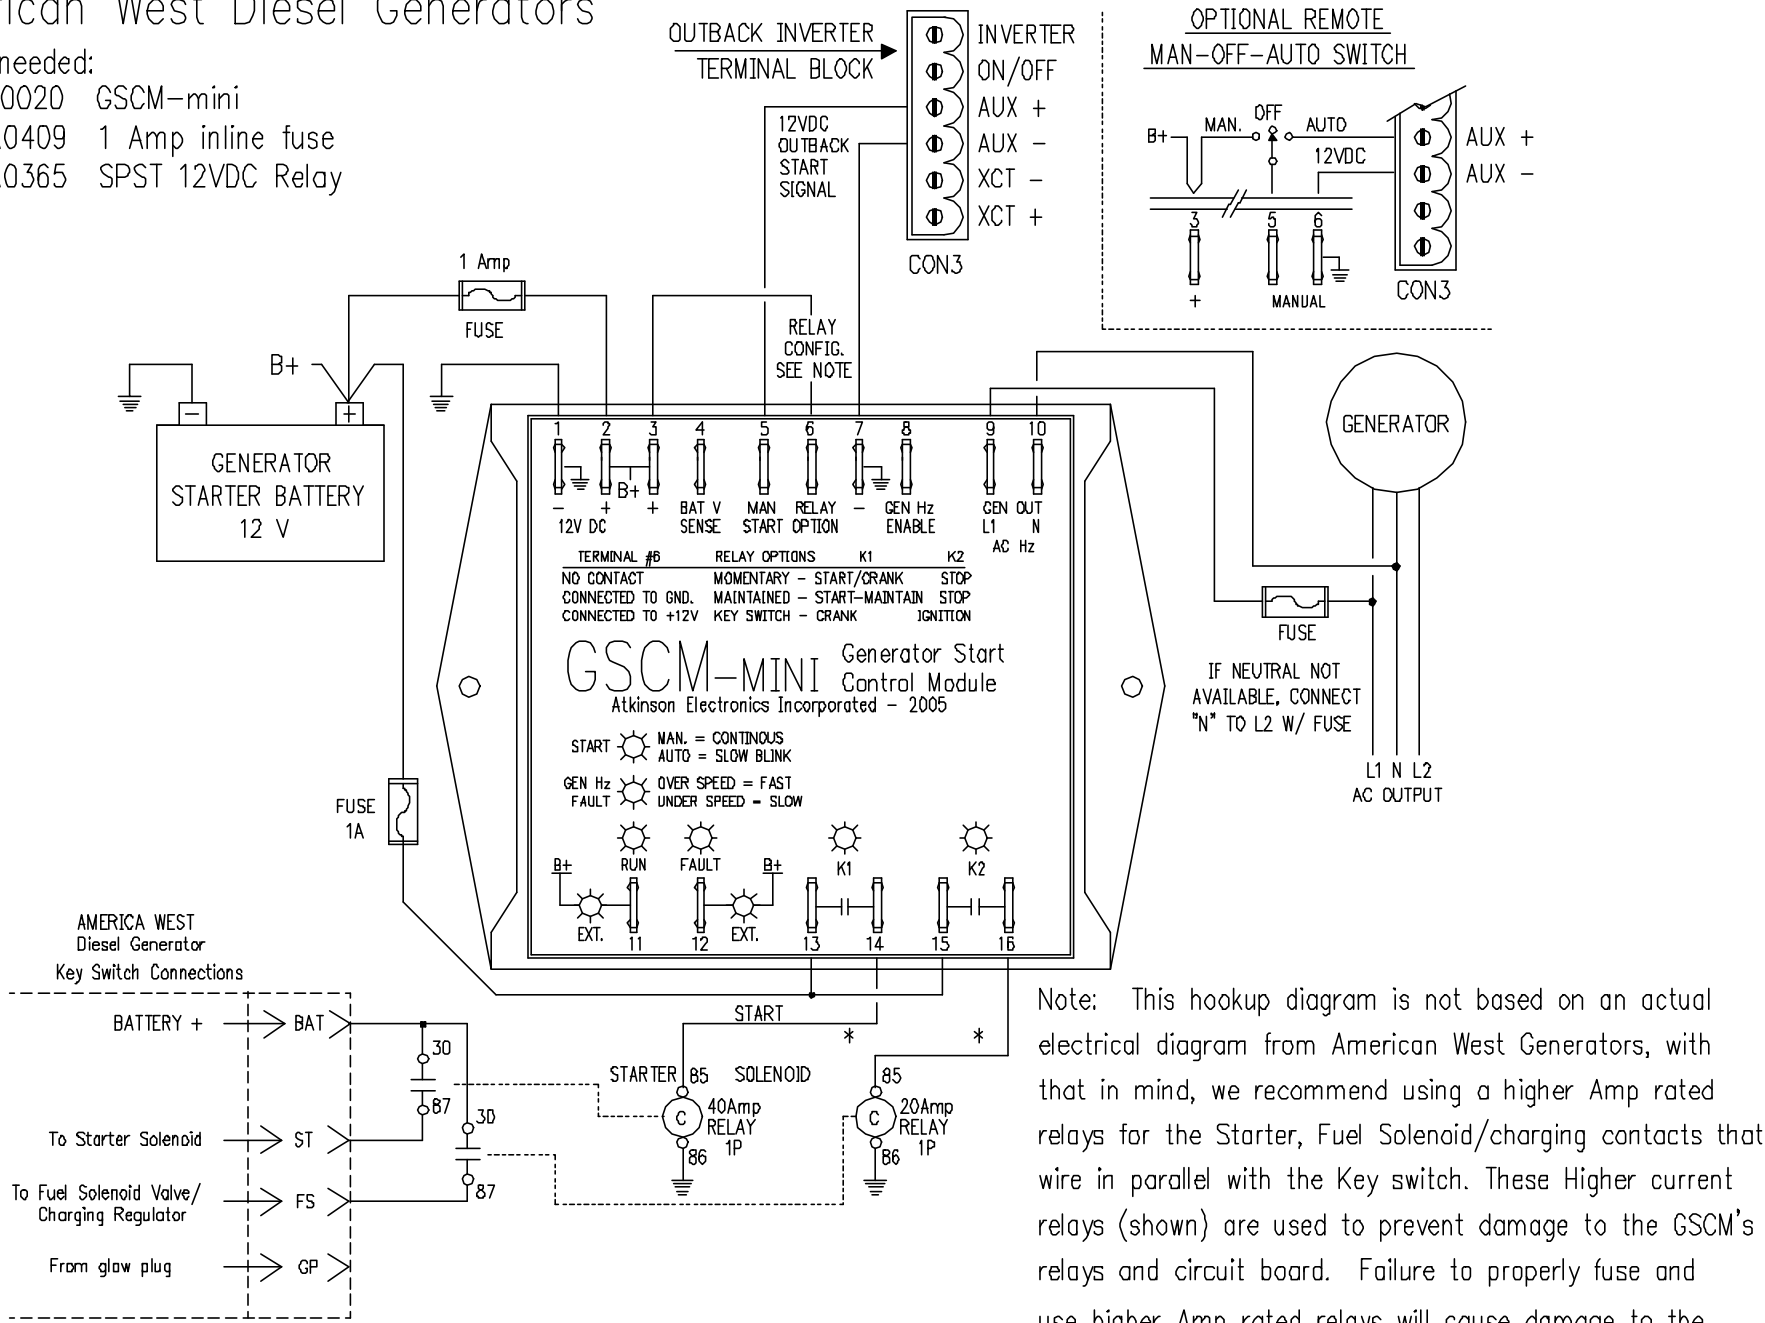 ican West Diesel Generators
needed:
0020 GSCM-mini
0409 1 Amp inline fuse
0365 SPST 12VDC Relay
OUTBACK INVERTER
TERMINAL BLOCK
INVERTER
ON/OFF
AUX +
AUX -
XCT -
XCT +
CON3
12VDC
OUTBACK
START
SIGNAL
OPTIONAL REMOTE
MAN-OFF-AUTO SWITCH
B+
MAN.
OFF
AUTO
12VDC
AUX +
AUX -
3 5 6
+
MANUAL
CON3
1 Amp
FUSE
B+
- +
GENERATOR
STARTER BATTERY
12 V
RELAY
CONFIG.
SEE NOTE
GENERATOR
1 2 3 4 5 6 7 8 9 10
B+
- + + BAT V MAN RELAY - GEN Hz GEN OUT
12V DC SENSE START OPTION ENABLE L1 N
AC Hz
TERMINAL #6 RELAY OPTIONS K1 K2
NO CONTACT MOMENTARY - START/CRANK STOP
CONNECTED TO GND. MAINTAINED - START-MAINTAIN STOP
CONNECTED TO +12V KEY SWITCH - CRANK IGNITION
GSCM-MINI
Generator Start
Control Module
Atkinson Electronics Incorporated - 2005
START
MAN. = CONTINOUS
AUTO = SLOW BLINK
GEN Hz
FAULT
OVER SPEED = FAST
UNDER SPEED = SLOW
B+ RUN FAULT B+ K1 K2
EXT. 11 12 EXT. 13 14 15 16
FUSE
IF NEUTRAL NOT
AVAILABLE, CONNECT
"N" TO L2 W/ FUSE
L1 N L2
AC OUTPUT
FUSE
1A
AMERICA WEST
Diesel Generator
Key Switch Connections
BATTERY + BAT
30
87
To Starter Solenoid ST
30
87
To Fuel Solenoid Valve/
Charging Regulator
FS
From glow plug GP
START
* *
STARTER 85 SOLENOID
C
40Amp
RELAY
1P
86
85
C
20Amp
RELAY
1P
86
Note: This hookup diagram is not based on an actual
electrical diagram from American West Generators, with
that in mind, we recommend using a higher Amp rated
relays for the Starter, Fuel Solenoid/charging contacts that
wire in parallel with the Key switch. These Higher current
relays (shown) are used to prevent damage to the GSCM's
relays and circuit board. Failure to properly fuse and
use higher Amp rated relays will cause damage to the